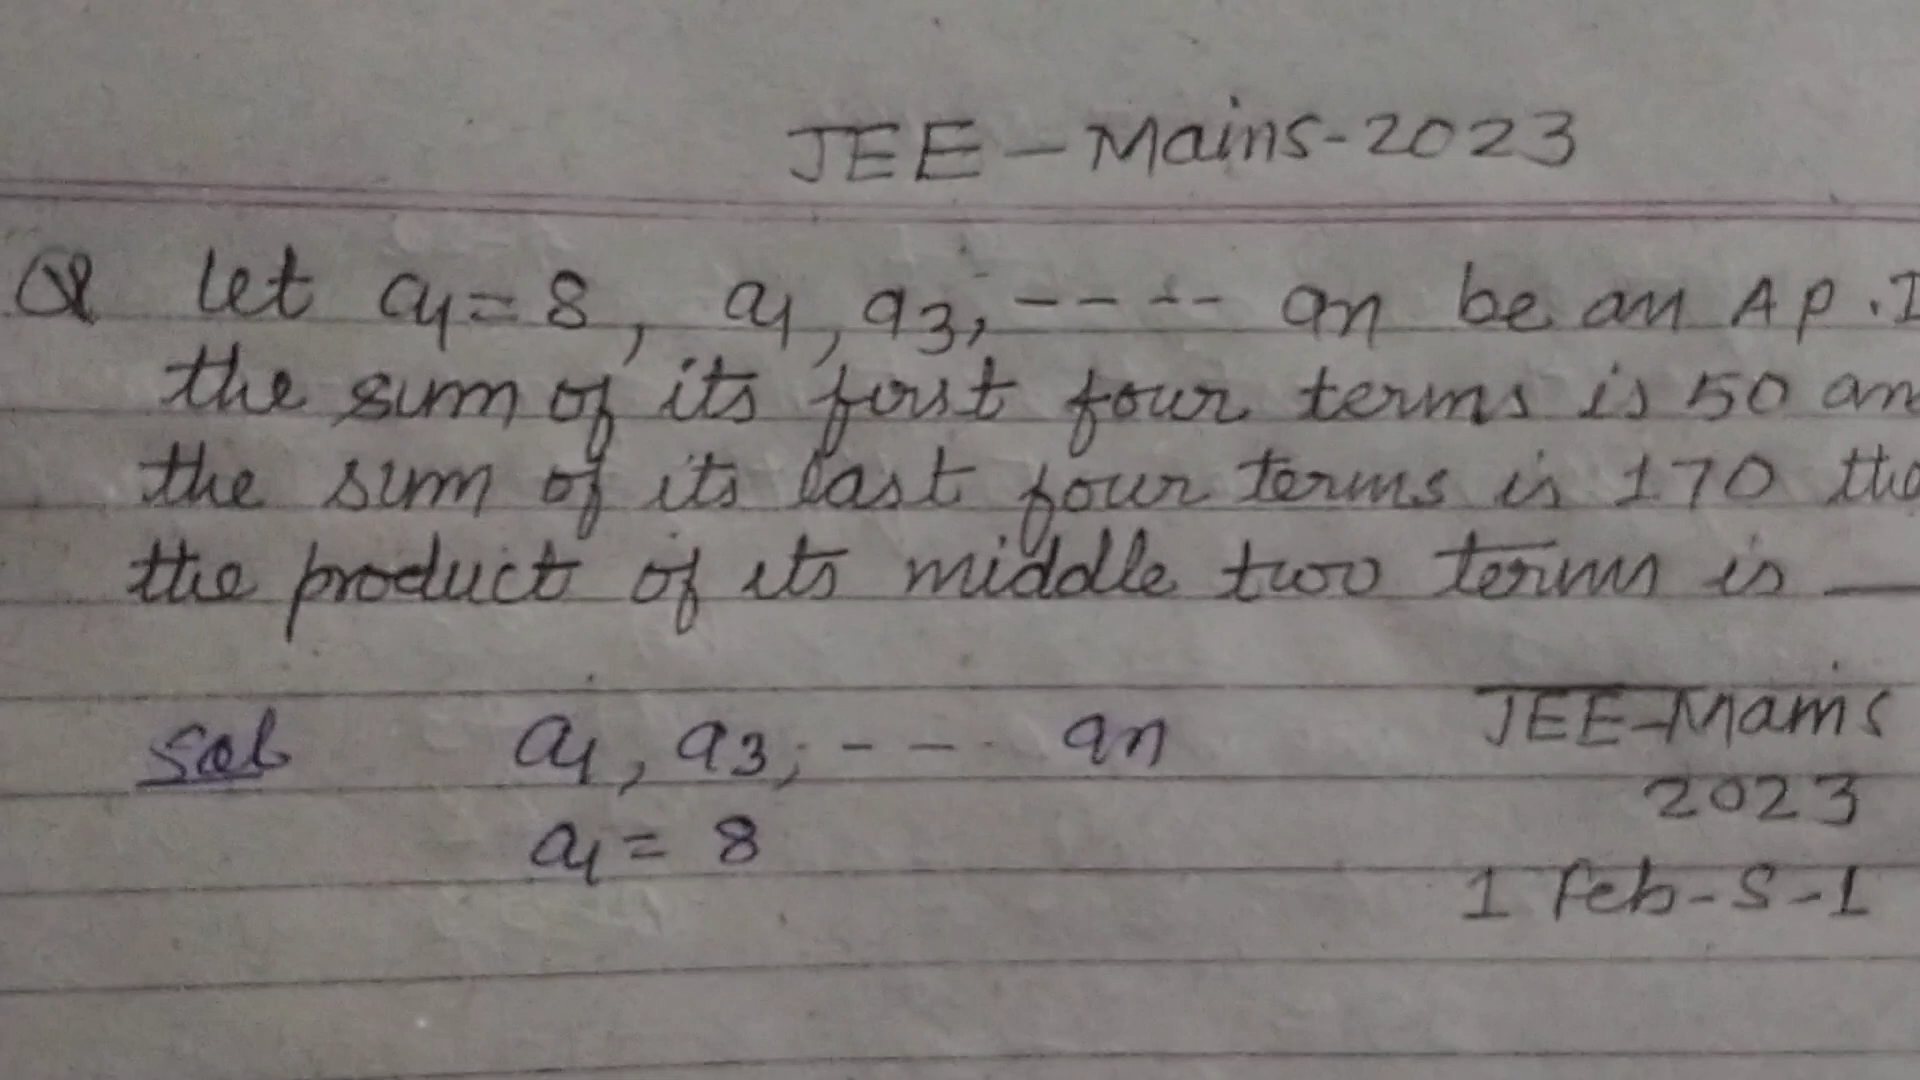 JEE-Mains-2023
Q Let a1=8, a1, a3, ---- an be an AP. I
the sum of its first four terms is 50 an
the sum of its last four terms is 170 the
the product of its middle two terms is __
Sol a1, a3, --- an
JEE-Mains
2023
a1 = 8
1 Feb-S-1